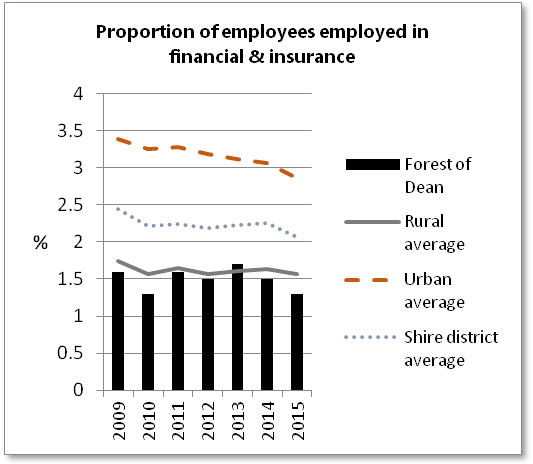 Proportion of employees employed in
financial & insurance
4
3.5
3
2.5
2
1.5
1
0.5
0
%
2009
2010
2011
2012
2013
2014
2015
Forest of
Dean
Rural
average
Urban
average
Shire district
average